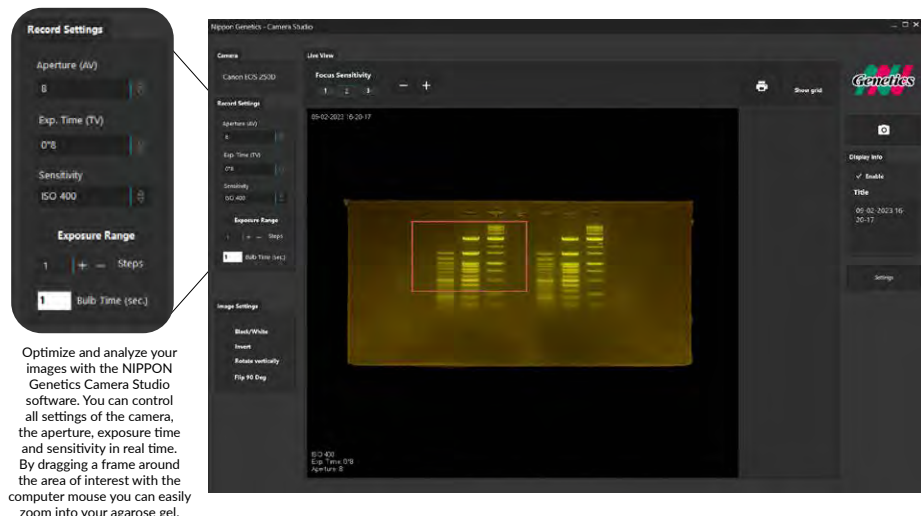 Record Settings
Aperture (AV)
8
Exp. Time (TV)
0"8
Sensitivity
ISO 400
Exposure Range
1 + − Steps
1 Bulb Time (sec.)
Optimize and analyze your
images with the NIPPON
Genetics Camera Studio
software. You can control
all settings of the camera,
the aperture, exposure time
and sensitivity in real time.
By dragging a frame around
the area of interest with the
computer mouse you can easily
zoom into your agarose gel.
Nippon Genetics - Camera Studio
Camera
Canon EOS 250D
Record Settings
Aperture (AV)
8
Exp. Time (TV)
0"8
Sensitivity
ISO 400
Exposure Range
1 + − Steps
1 Bulb Time (sec.)
Image Settings
Black/White
Invert
Rotate vertically
Flip 90 Deg
Live View
Focus Sensitivity
1 2 3 − +
Show grid
09-02-2023 16-20-17
ISO 400
Exp. Time: 0"8
Aperture: 8
Genetics
Display Info
✓ Enable
Title
09-02-2023 16-
20-17
Settings